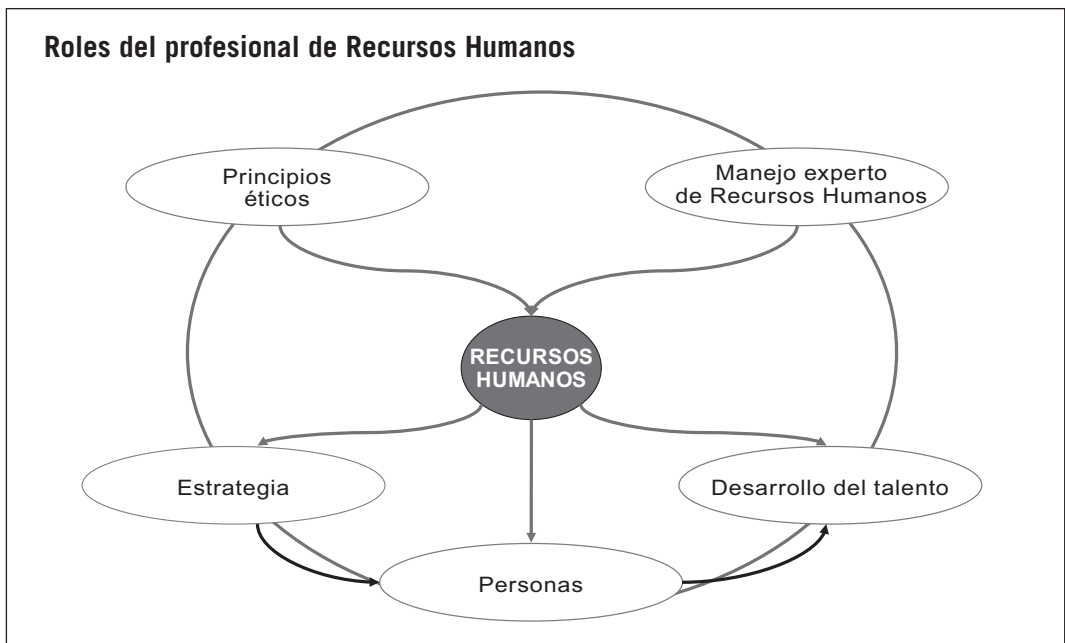 Roles del profesional de Recursos Humanos
Principios
éticos
Manejo experto
de Recursos Humanos
RECURSOS
HUMANOS
Estrategia
Desarrollo del talento
Personas